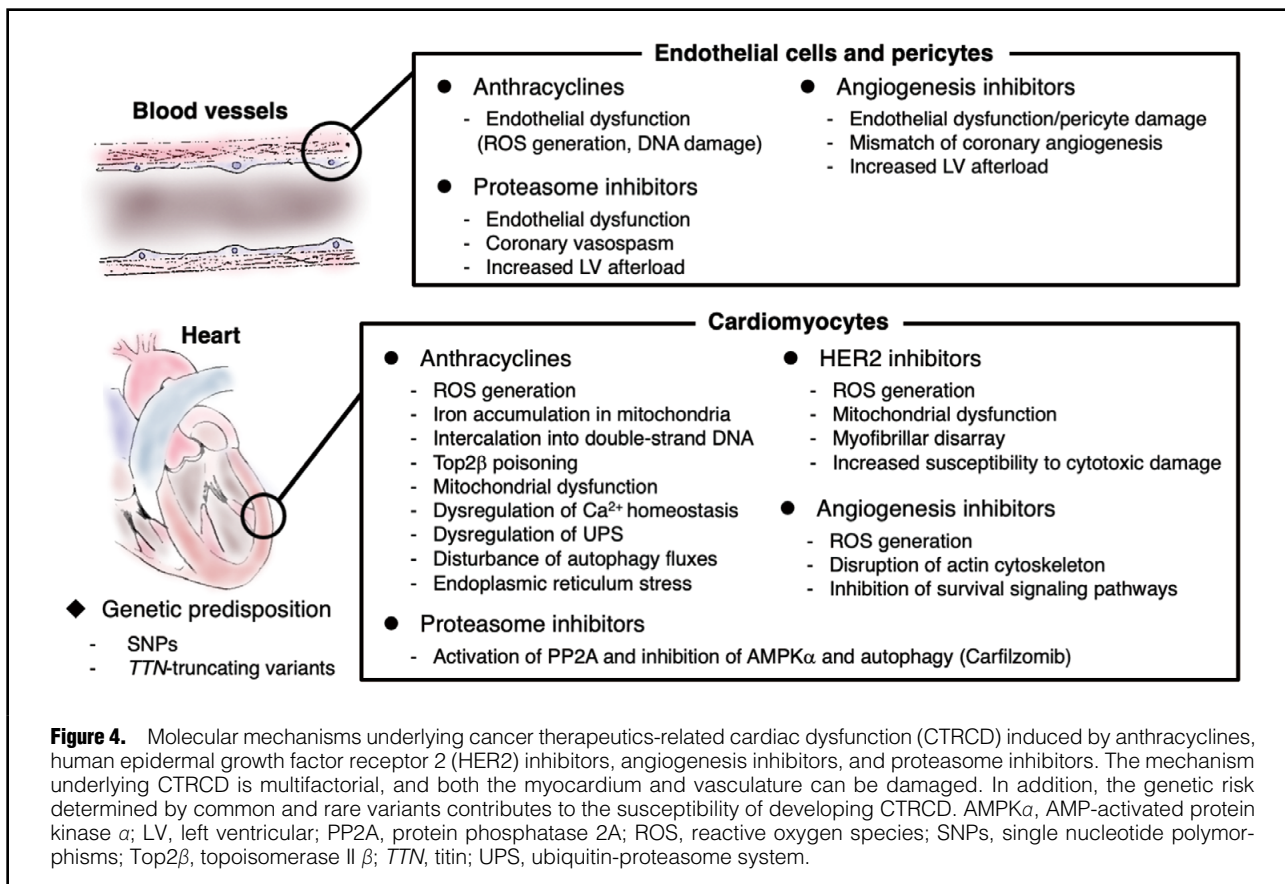 Endothelial cells and pericytes
Blood vessels
● Anthracyclines
- Endothelial dysfunction
(ROS generation, DNA damage)
● Proteasome inhibitors
- Endothelial dysfunction
- Coronary vasospasm
- Increased LV afterload
● Angiogenesis inhibitors
- Endothelial dysfunction/pericyte damage
- Mismatch of coronary angiogenesis
- Increased LV afterload
Heart
Cardiomyocytes
● Anthracyclines
- ROS generation
- Iron accumulation in mitochondria
- Intercalation into double-strand DNA
- Top2β poisoning
- Mitochondrial dysfunction
- Dysregulation of Ca²⁺ homeostasis
- Dysregulation of UPS
- Disturbance of autophagy fluxes
- Endoplasmic reticulum stress
● HER2 inhibitors
- ROS generation
- Mitochondrial dysfunction
- Myofibrillar disarray
- Increased susceptibility to cytotoxic damage
● Angiogenesis inhibitors
- ROS generation
- Disruption of actin cytoskeleton
- Inhibition of survival signaling pathways
● Proteasome inhibitors
- Activation of PP2A and inhibition of AMPKα and autophagy (Carfilzomib)
◆ Genetic predisposition
- SNPs
- TTN-truncating variants
Figure 4. Molecular mechanisms underlying cancer therapeutics-related cardiac dysfunction (CTRCD) induced by anthracyclines,
human epidermal growth factor receptor 2 (HER2) inhibitors, angiogenesis inhibitors, and proteasome inhibitors. The mechanism
underlying CTRCD is multifactorial, and both the myocardium and vasculature can be damaged. In addition, the genetic risk
determined by common and rare variants contributes to the susceptibility of developing CTRCD. AMPKα, AMP-activated protein
kinase α; LV, left ventricular; PP2A, protein phosphatase 2A; ROS, reactive oxygen species; SNPs, single nucleotide polymor-
phisms; Top2β, topoisomerase II β; TTN, titin; UPS, ubiquitin-proteasome system.